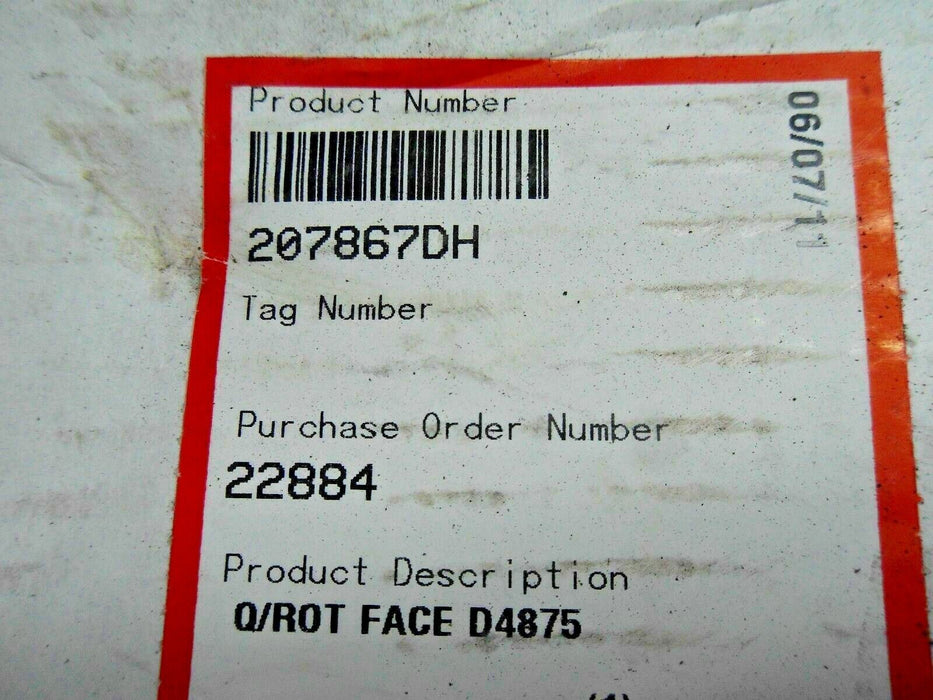 Product Number
06/07/11
207867DH
Tag Number
Purchase Order Number
22884
Product Description
Q/ROT FACE D4875